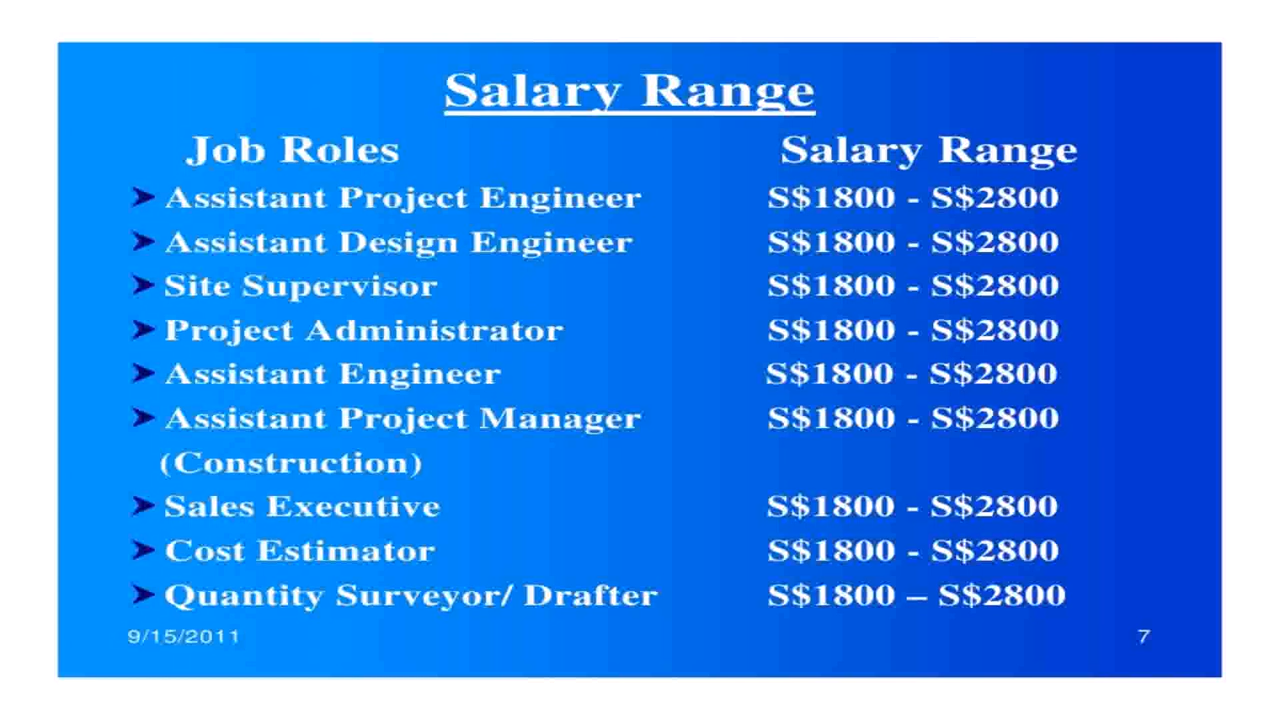 Salary Range
Job Roles Salary Range
➤ Assistant Project Engineer S$1800 - S$2800
➤ Assistant Design Engineer S$1800 - S$2800
➤ Site Supervisor S$1800 - S$2800
➤ Project Administrator S$1800 - S$2800
➤ Assistant Engineer S$1800 - S$2800
➤ Assistant Project Manager S$1800 - S$2800
(Construction)
➤ Sales Executive S$1800 - S$2800
➤ Cost Estimator S$1800 - S$2800
➤ Quantity Surveyor/ Drafter S$1800 – S$2800
9/15/2011 7